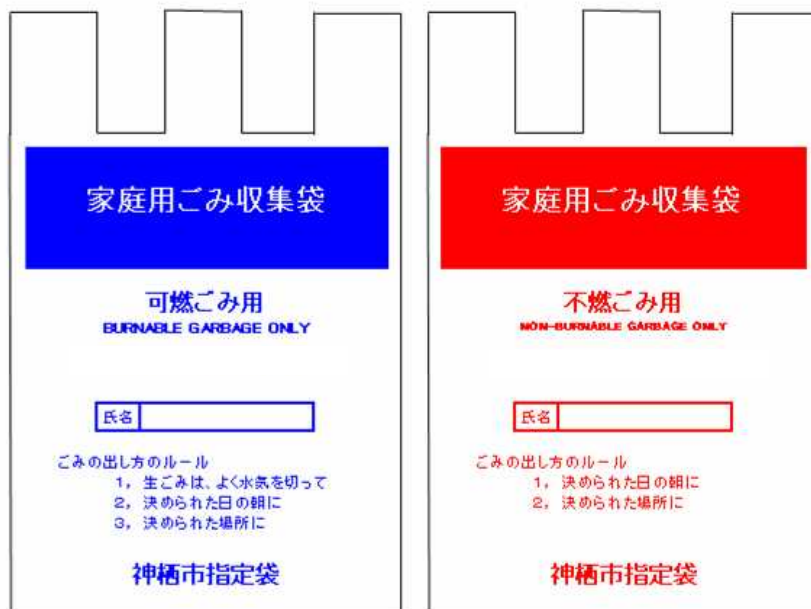 家庭用ごみ収集袋
可燃ごみ用
BURNABLE GARBAGE ONLY
氏名
ごみの出し方のルール
1, 生ごみは、よく水気を切って
2, 決められた日の朝に
3, 決められた場所に
神栖市指定袋
家庭用ごみ収集袋
不燃ごみ用
NON-BURNABLE GARBAGE ONLY
氏名
ごみの出し方のルール
1, 決められた日の朝に
2, 決められた場所に
神栖市指定袋